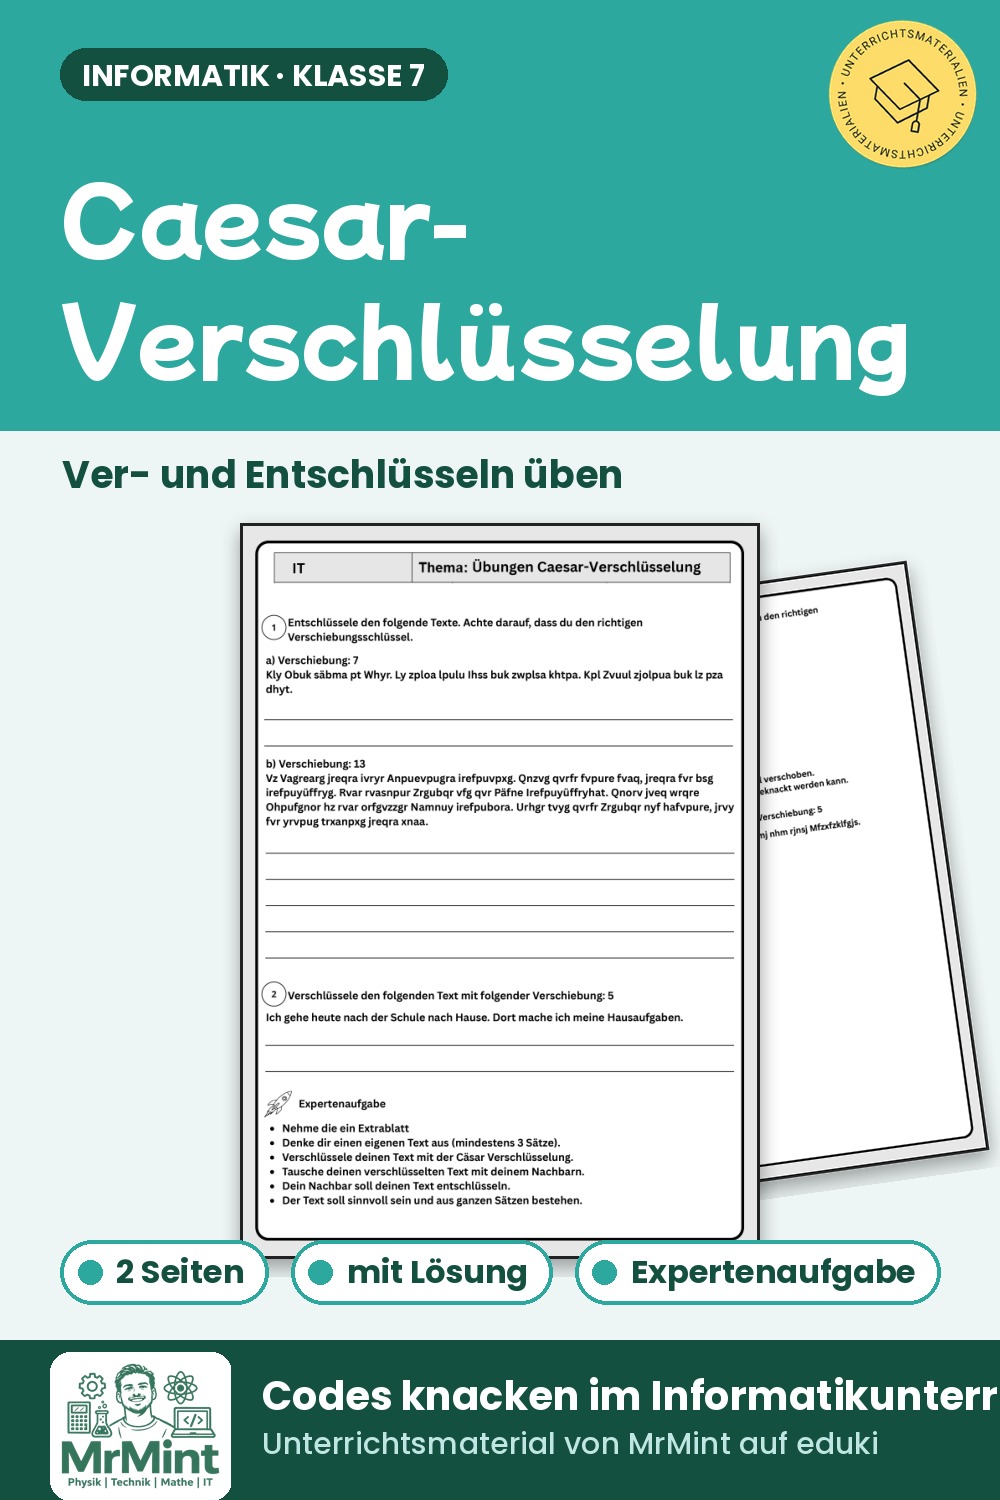 INFORMATIK · KLASSE 7
UNTERRICHTSMATERIALIEN · UNTERRICHTSMATERIALIEN ·
Caesar-
Verschlüsselung
Ver- und Entschlüsseln üben
IT
Thema: Übungen Caesar-Verschlüsselung
1
Entschlüssele den folgende Texte. Achte darauf, dass du den richtigen
Verschiebungsschlüssel.
a) Verschiebung: 7
Kly Obuk säbma pt Whyr. Ly zploa lpulu Ihss buk zwplsa khtpa. Kpl Zvuul zjolpua buk lz pza
dhyt.
b) Verschiebung: 13
Vz Vagrearg jreqra ivryr Anpuevpugra irefpuvpxg. Qnzvg qvrfr fvpure fvaq, jreqra fvr bsg
irefpuyüffryg. Rvar rvasnpur Zrgubqr vfg qvr Päfne Irefpuyüffryhat. Qnorv jveq wrqre
Ohpufgnor hz rvar orfgvzzgr Namnuy irefpubora. Urhgr tvyg qvrfr Zrgubqr nyf hafvpure, jrvy
fvr yrvpug trxanpxg jreqra xnaa.
2
Verschlüssele den folgenden Text mit folgender Verschiebung: 5
Ich gehe heute nach der Schule nach Hause. Dort mache ich meine Hausaufgaben.
Expertenaufgabe
• Nehme die ein Extrablatt
• Denke dir einen eigenen Text aus (mindestens 3 Sätze).
• Verschlüssele deinen Text mit der Cäsar Verschlüsselung.
• Tausche deinen verschlüsselten Text mit deinem Nachbarn.
• Dein Nachbar soll deinen Text entschlüsseln.
• Der Text soll sinnvoll sein und aus ganzen Sätzen bestehen.
den richtigen
verschoben.
eknackt werden kann.
Verschiebung: 5
mj nhm rjnsj Mfzxfzklfgjs.
2 Seiten
mit Lösung
Expertenaufgabe
MrMint
Physik | Technik | Mathe | IT
Codes knacken im Informatikunterr
Unterrichtsmaterial von MrMint auf eduki